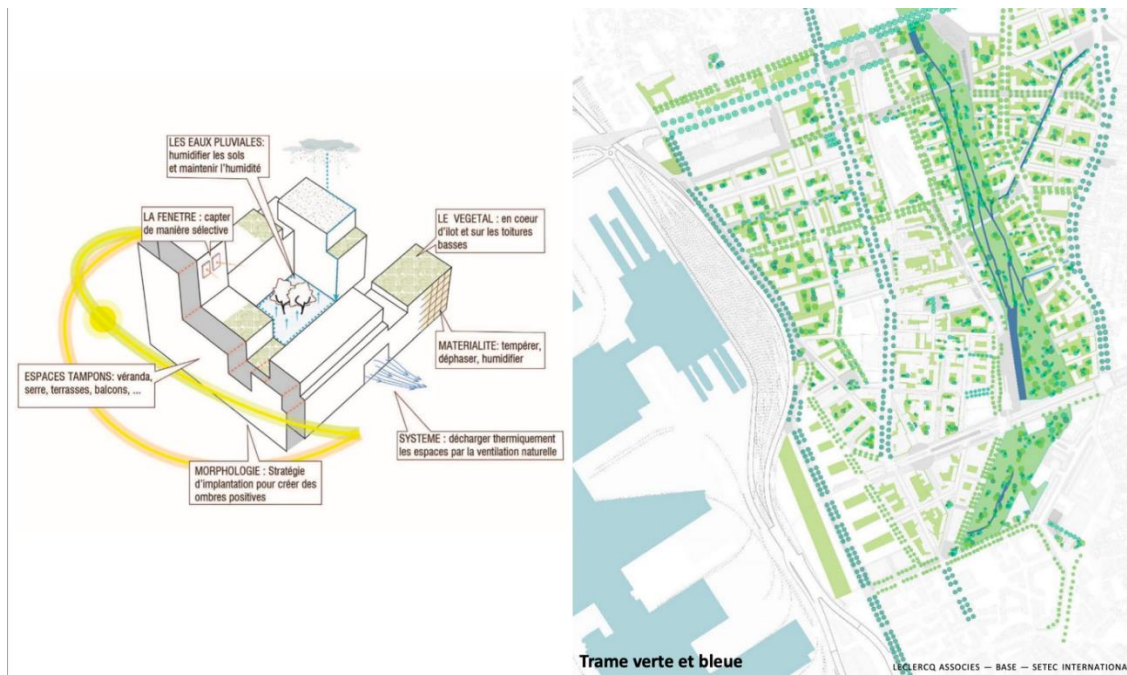 LES EAUX PLUVIALES:
humidifier les sols
et maintenir l'humidité
LA FENETRE : capter
de manière sélective
LE VEGETAL : en coeur
d'ilot et sur les toitures
basses
MATERIALITE: tempérer,
déphaser, humidifier
ESPACES TAMPONS: véranda,
serre, terrasses, balcons, ...
SYSTEME : décharger thermiquement
les espaces par la ventilation naturelle
MORPHOLOGIE : Stratégie
d'implantation pour créer des
ombres positives
Trame verte et bleue
LECLERCQ ASSOCIES — BASE — SETEC INTERNATIONA